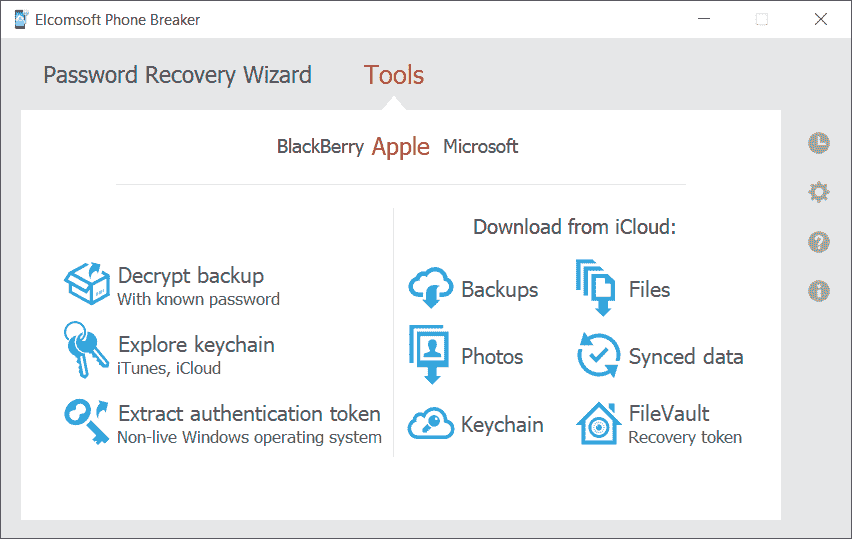 Elcomsoft Phone Breaker
Password Recovery Wizard
Tools
BlackBerry Apple Microsoft
Decrypt backup
With known password
Explore keychain
iTunes, iCloud
Extract authentication token
Non-live Windows operating system
Download from iCloud:
Backups
Files
Photos
Synced data
Keychain
FileVault
Recovery token